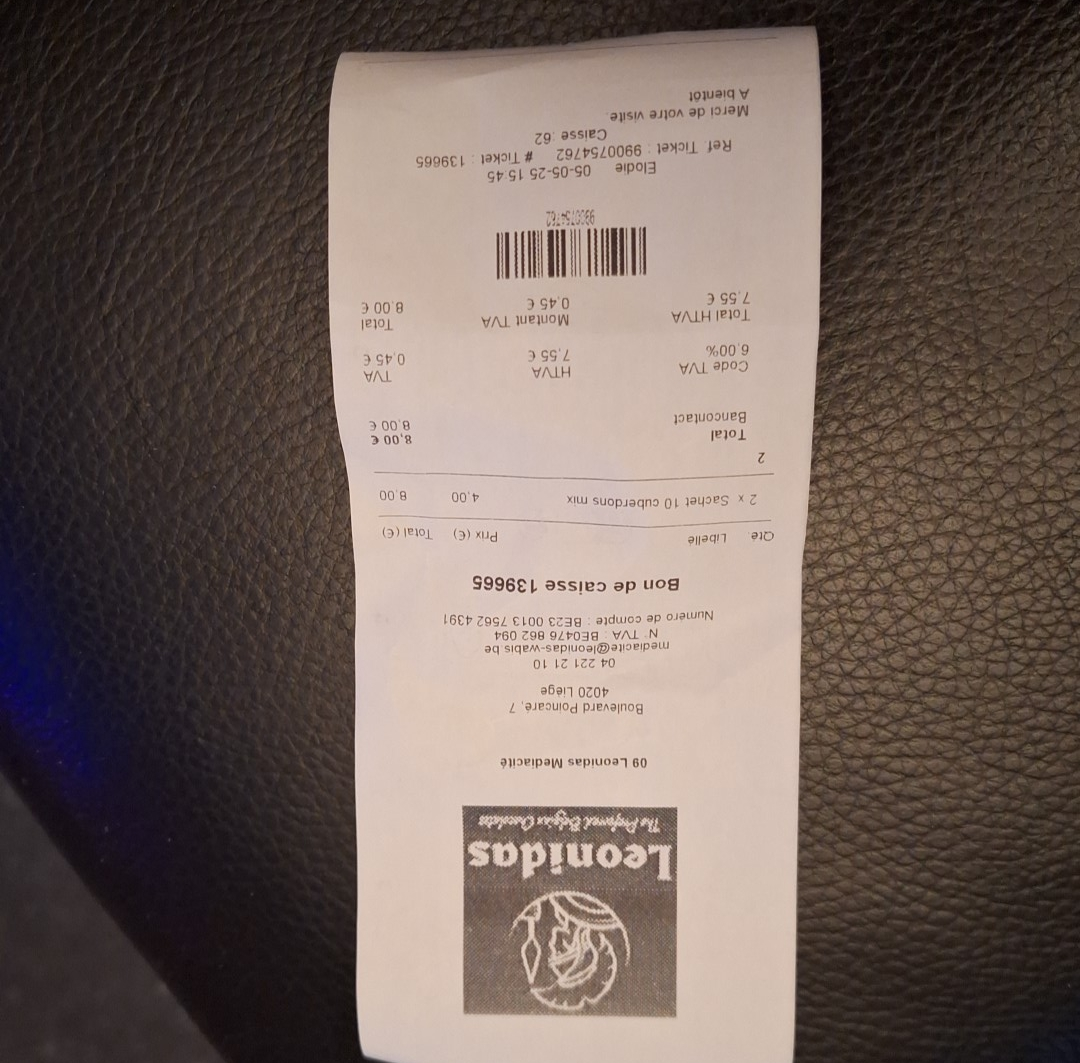 Leonidas
The Preferred Belgian Chocolates
09 Leonidas Mediacité
Boulevard Poincaré, 7
4020 Liège
04 221 21 10
mediacite@leonidas-wabis.be
N° TVA : BE0476 862 094
Numéro de compte : BE23 0013 7562 4391
Bon de caisse 139665
Qté Libellé Prix (€) Total (€)
2 x Sachet 10 cuberdons mix 4,00 8,00
2
Total 8,00 €
Bancontact 8,00 €
Code TVA HTVA TVA
6,00% 7,55 € 0,45 €
Total HTVA Montant TVA Total
7,55 € 0,45 € 8,00 €
9900754762
Elodie 05-05-25 15:45
Ref. Ticket : 9900754762 # Ticket : 139665
Caisse :62
Merci de votre visite.
A bientôt